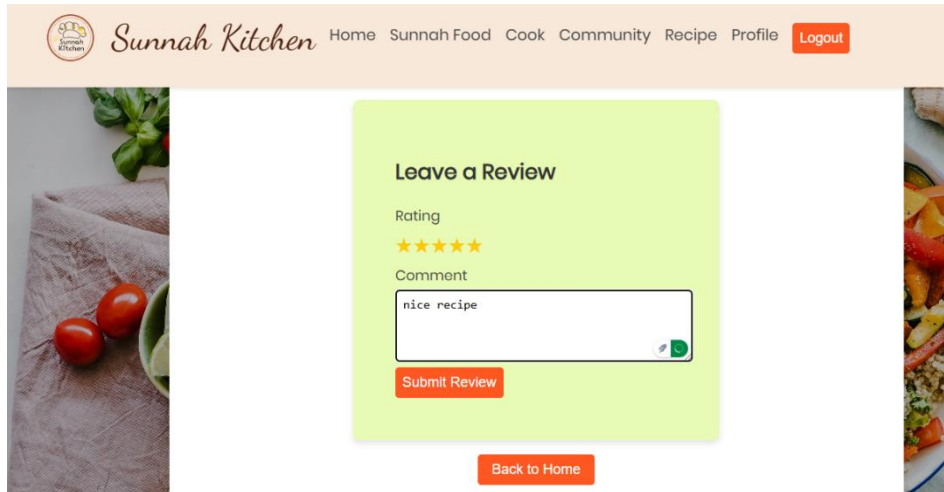 Sunnah Kitchen
Sunnah Kitchen Home Sunnah Food Cook Community Recipe Profile Logout
Leave a Review
Rating
Comment
nice recipe
Submit Review
Back to Home